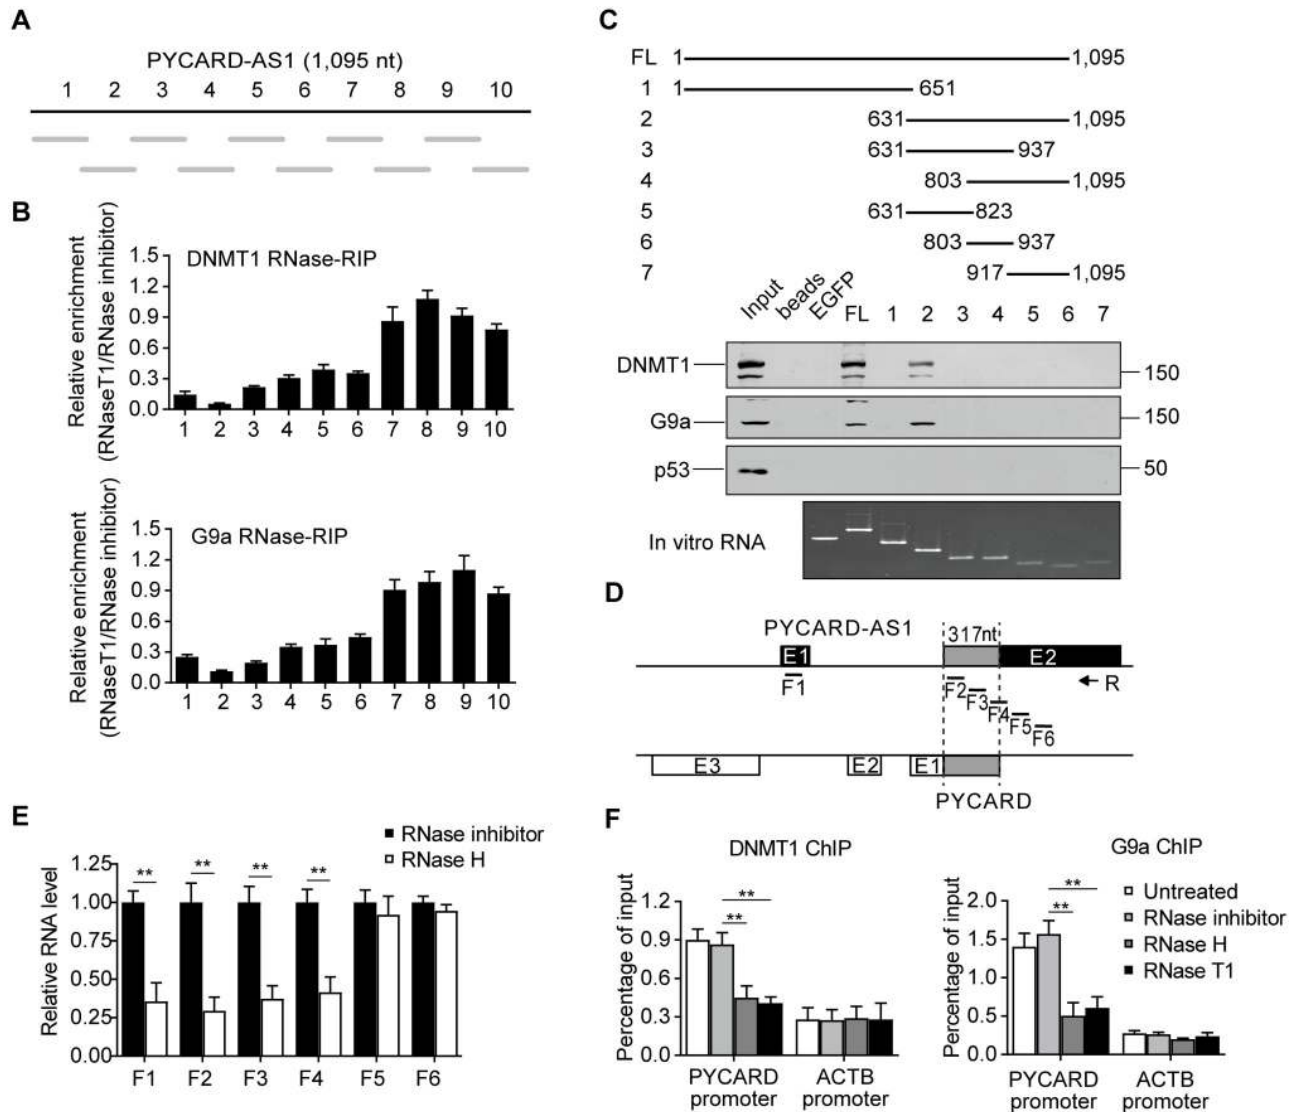 A
PYCARD-AS1 (1,095 nt)
1 2 3 4 5 6 7 8 9 10
B
Relative enrichment
(RNaseT1/RNase inhibitor)
DNMT1 RNase-RIP
1.5
1.2
0.9
0.6
0.3
0.0
1 2 3 4 5 6 7 8 9 10
Relative enrichment
(RNaseT1/RNase inhibitor)
G9a RNase-RIP
1.5
1.2
0.9
0.6
0.3
0.0
1 2 3 4 5 6 7 8 9 10
C
FL 1 1,095
1 1 651
2 631 1,095
3 631 937
4 803 1,095
5 631 823
6 803 937
7 917 1,095
Input beads EGFP FL 1 2 3 4 5 6 7
DNMT1 150
G9a 150
p53 50
In vitro RNA
D
PYCARD-AS1 317nt
E1 E2
F1 F2 F3 F4 F5 F6 R
E3 E2 E1
PYCARD
E
RNase inhibitor
RNase H
Relative RNA level
1.25
1.00
0.75
0.50
0.25
0.00
** ** ** **
F1 F2 F3 F4 F5 F6
F
DNMT1 ChIP
Percentage of input
1.2
0.9
0.6
0.3
0.0
**
**
PYCARD ACTB
promoter promoter
G9a ChIP
Percentage of input
2.0
1.5
1.0
0.5
0.0
**
**
Untreated
RNase inhibitor
RNase H
RNase T1
PYCARD ACTB
promoter promoter